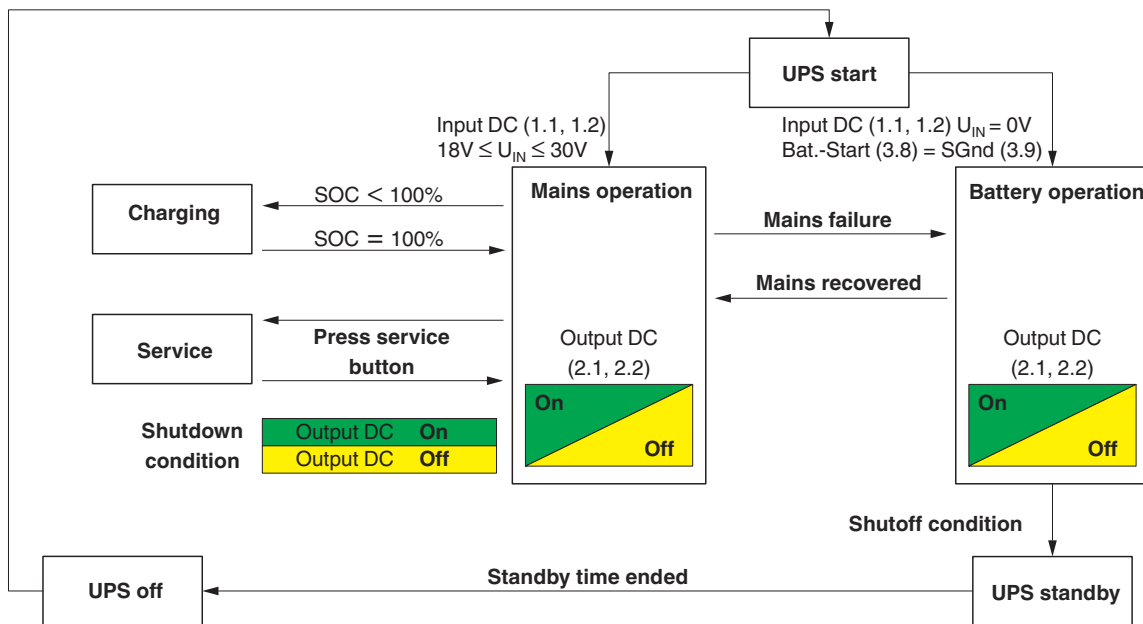 UPS start
Input DC (1.1, 1.2)
18V ≤ U_IN ≤ 30V
Input DC (1.1, 1.2) U_IN = 0V
Bat.-Start (3.8) = SGnd (3.9)
Charging
SOC < 100%
SOC = 100%
Mains operation
Mains failure
Mains recovered
Battery operation
Service
Press service
button
Output DC
(2.1, 2.2)
On
Off
Output DC
(2.1, 2.2)
On
Off
Shutdown
condition
Output DC On
Output DC Off
Shutoff condition
UPS off
Standby time ended
UPS standby